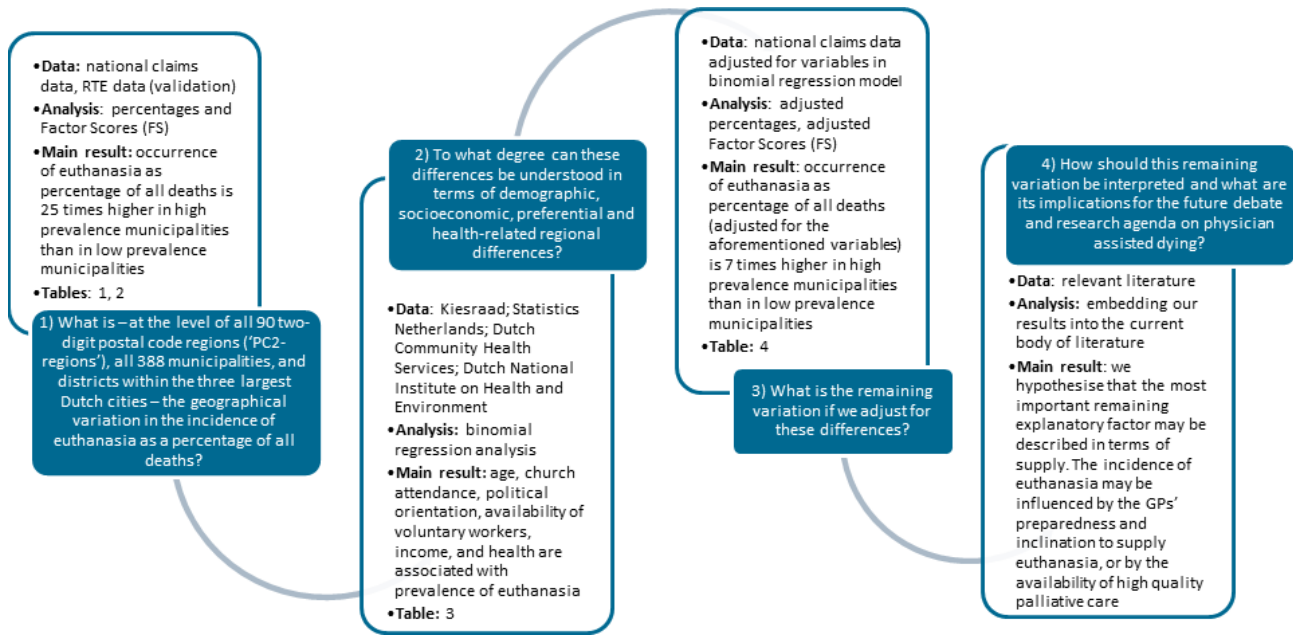 •Data: national claims
data, RTE data (validation)
•Analysis: percentages and
Factor Scores (FS)
•Main result: occurrence
of euthanasia as
percentage of all deaths is
25 times higher in high
prevalence municipalities
than in low prevalence
municipalities
•Tables: 1, 2
1) What is – at the level of all 90 two-
digit postal code regions ('PC2-
regions'), all 388 municipalities, and
districts within the three largest
Dutch cities – the geographical
variation in the incidence of
euthanasia as a percentage of all
deaths?
2) To what degree can these
differences be understood in
terms of demographic,
socioeconomic, preferential and
health-related regional
differences?
•Data: Kiesraad; Statistics
Netherlands; Dutch
Community Health
Services; Dutch National
Institute on Health and
Environment
•Analysis: binomial
regression analysis
•Main result: age, church
attendance, political
orientation, availability of
voluntary workers,
income, and health are
associated with
prevalence of euthanasia
•Table: 3
•Data: national claims data
adjusted for variables in
binomial regression model
•Analysis: adjusted
percentages, adjusted
Factor Scores (FS)
•Main result: occurrence
of euthanasia as
percentage of all deaths
(adjusted for the
aforementioned variables)
is 7 times higher in high
prevalence municipalities
than in low prevalence
municipalities
•Table: 4
3) What is the remaining
variation if we adjust for
these differences?
4) How should this remaining
variation be interpreted and what are
its implications for the future debate
and research agenda on physician
assisted dying?
•Data: relevant literature
•Analysis: embedding our
results into the current
body of literature
•Main result: we
hypothesise that the most
important remaining
explanatory factor may be
described in terms of
supply. The incidence of
euthanasia may be
influenced by the GPs'
preparedness and
inclination to supply
euthanasia, or by the
availability of high quality
palliative care